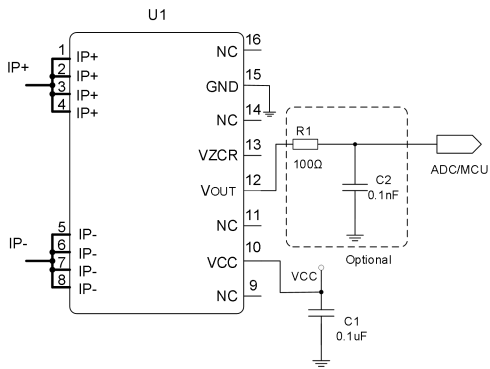 U1
IP+
1 IP+
2 IP+
3 IP+
4 IP+
IP-
5 IP-
6 IP-
7 IP-
8 IP-
NC 16
GND 15
NC 14
VZCR 13
VOUT 12
NC 11
VCC 10
NC 9
R1
100Ω
C2
0.1nF
Optional
ADC/MCU
VCC
C1
0.1uF